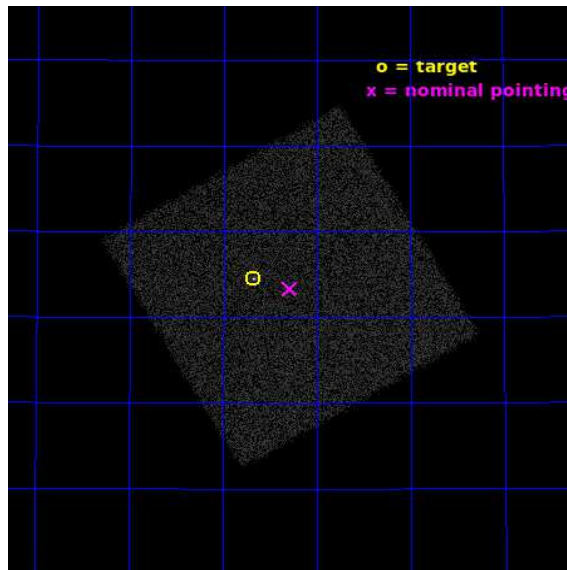 o = target
x = nominal pointing